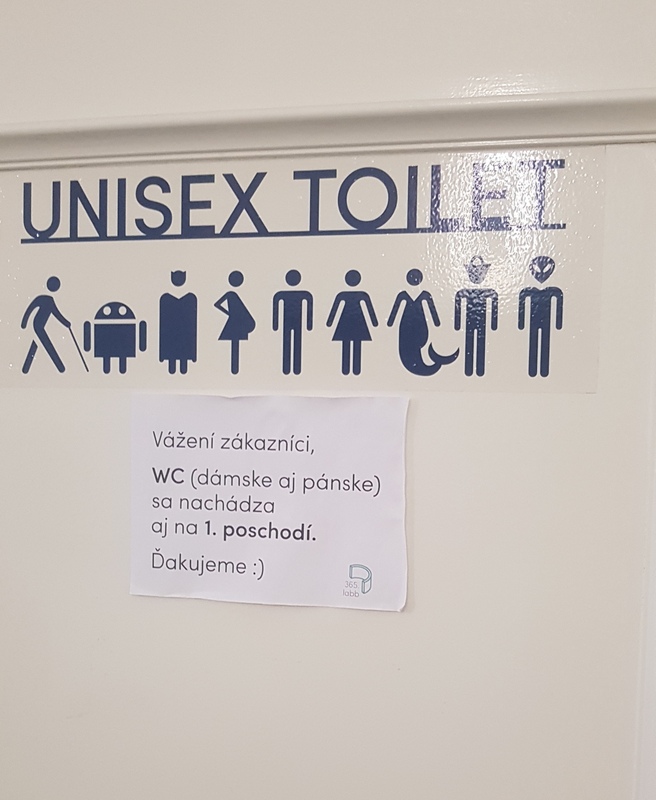 UNISEX TOILET
Vážení zákazníci,
WC (dámske aj pánske)
sa nachádza
aj na 1. poschodí.
Ďakujeme :)
365.
labb